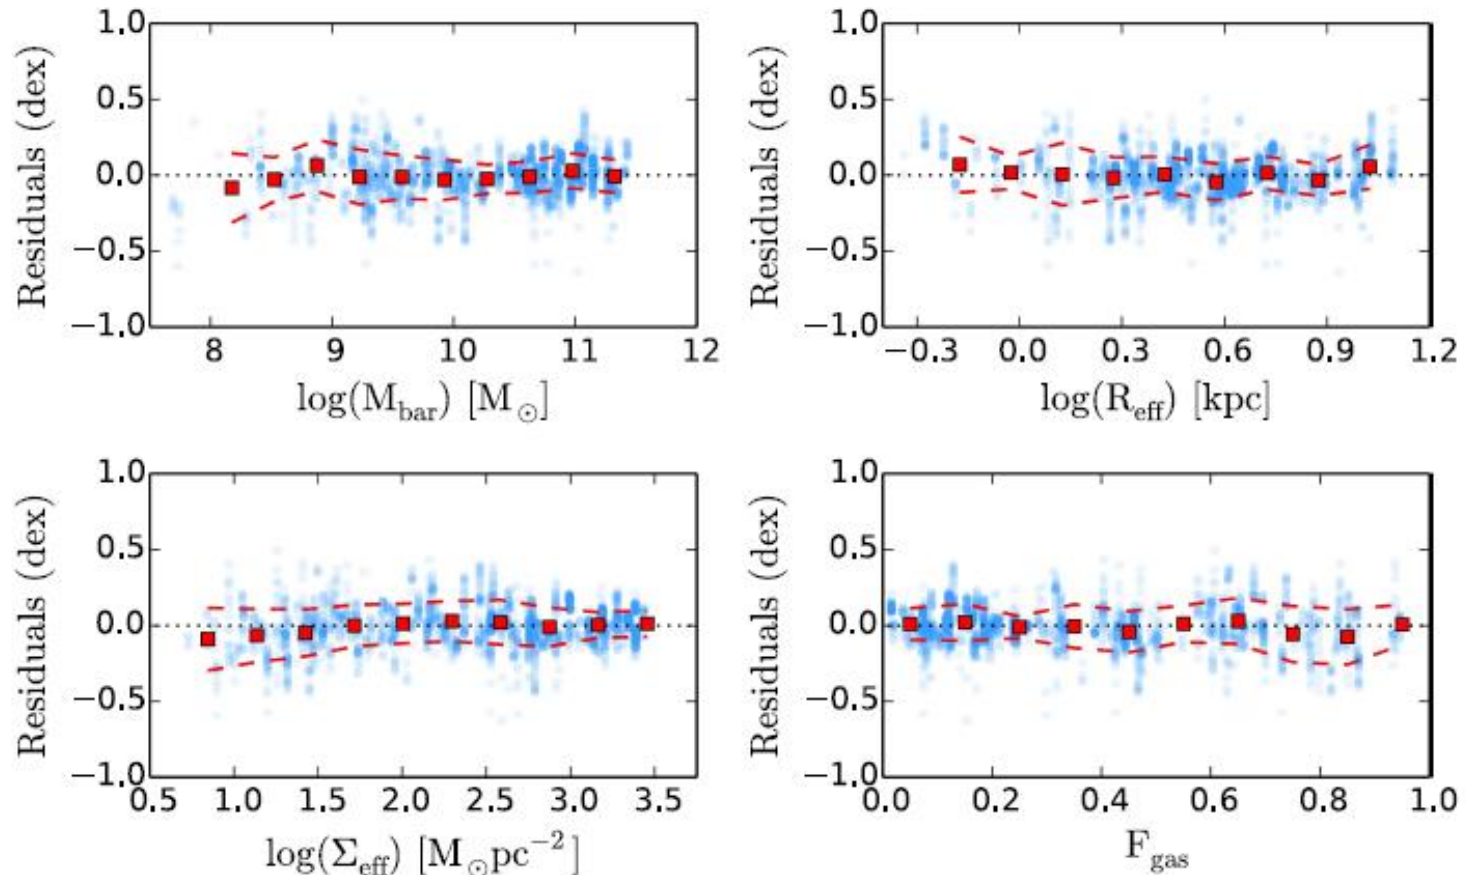 1.0 1.0
0.5 0.5
0.0 0.0
−0.5 −0.5
−1.0 −1.0
Residuals (dex) Residuals (dex)
8 9 10 11 12 −0.3 0.0 0.3 0.6 0.9 1.2
log(M_bar) [M_⊙] log(R_eff) [kpc]
1.0 1.0
0.5 0.5
0.0 0.0
−0.5 −0.5
−1.0 −1.0
Residuals (dex) Residuals (dex)
0.5 1.0 1.5 2.0 2.5 3.0 3.5 0.0 0.2 0.4 0.6 0.8 1.0
log(Σ_eff) [M_⊙pc^−2] F_gas